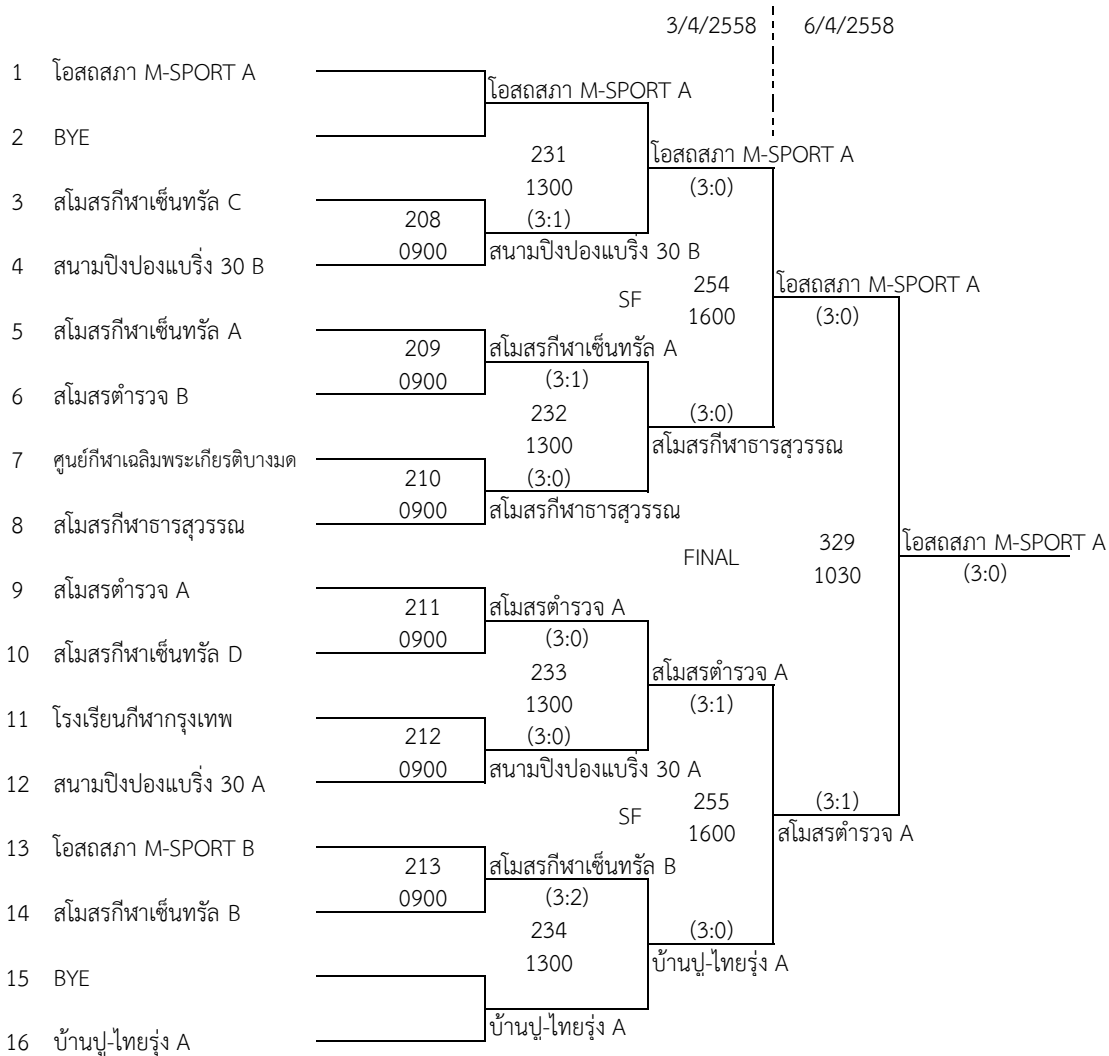 3/4/2558 6/4/2558
1 โอสถสภา M-SPORT A
โอสถสภา M-SPORT A
2 BYE
231 โอสถสภา M-SPORT A
1300 (3:0)
3 สโมสรกีฬาเซ็นทรัล C
208 (3:1)
0900 สนามปิงปองแบริ่ง 30 B
4 สนามปิงปองแบริ่ง 30 B
254 โอสถสภา M-SPORT A
SF
1600 (3:0)
5 สโมสรกีฬาเซ็นทรัล A
209 สโมสรกีฬาเซ็นทรัล A
0900 (3:1)
6 สโมสรตำรวจ B
232 (3:0)
1300 สโมสรกีฬาธารสุวรรณ
7 ศูนย์กีฬาเฉลิมพระเกียรติบางมด
210 (3:0)
0900 สโมสรกีฬาธารสุวรรณ
8 สโมสรกีฬาธารสุวรรณ
329 โอสถสภา M-SPORT A
FINAL
1030 (3:0)
9 สโมสรตำรวจ A
211 สโมสรตำรวจ A
0900 (3:0)
10 สโมสรกีฬาเซ็นทรัล D
233 สโมสรตำรวจ A
1300 (3:1)
11 โรงเรียนกีฬากรุงเทพ
212 (3:0)
0900 สนามปิงปองแบริ่ง 30 A
12 สนามปิงปองแบริ่ง 30 A
255 (3:1)
SF
1600 สโมสรตำรวจ A
13 โอสถสภา M-SPORT B
213 สโมสรกีฬาเซ็นทรัล B
0900 (3:2)
14 สโมสรกีฬาเซ็นทรัล B
234 (3:0)
1300 บ้านปู-ไทยรุ่ง A
15 BYE
บ้านปู-ไทยรุ่ง A
16 บ้านปู-ไทยรุ่ง A